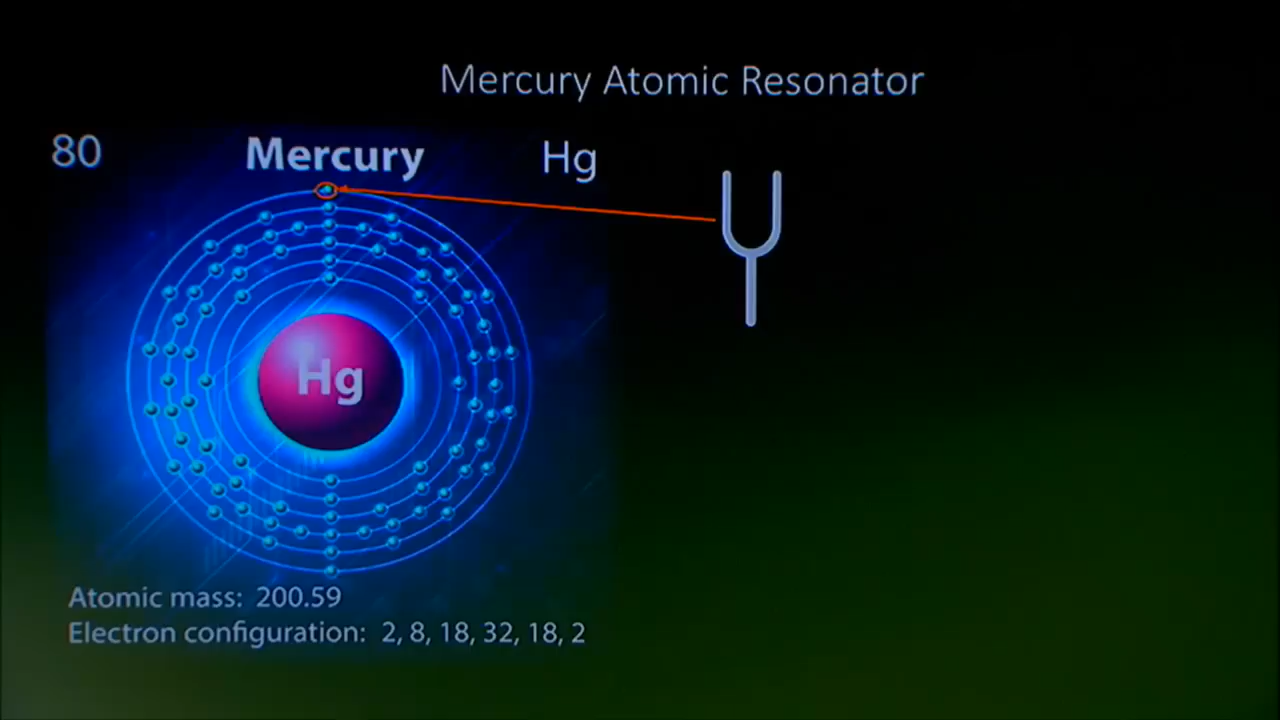 Mercury Atomic Resonator
80 Mercury Hg
Hg
Atomic mass: 200.59
Electron configuration: 2, 8, 18, 32, 18, 2